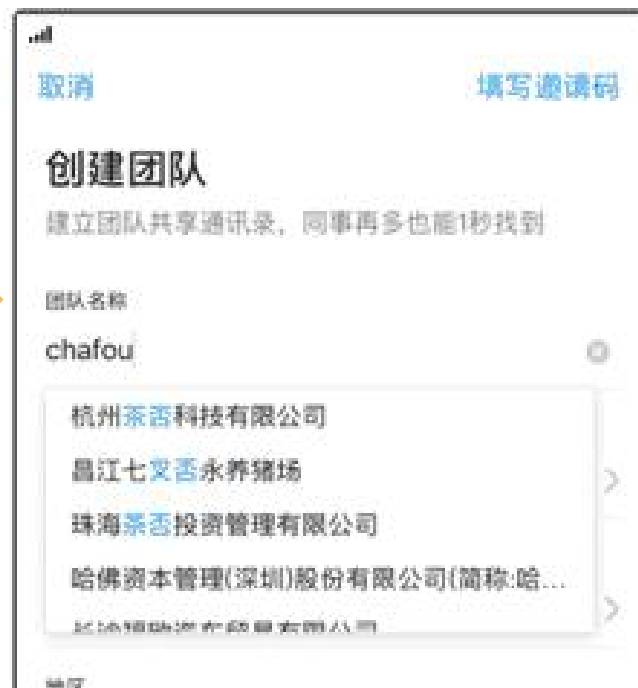 取消
填写邀请码
创建团队
建立团队共享通讯录，同事再多也能1秒找到
团队名称
chafou
杭州茶否科技有限公司
昌江七叉否永养猪场
珠海茶否投资管理有限公司
哈佛资本管理(深圳)股份有限公司(简称:哈...
地区